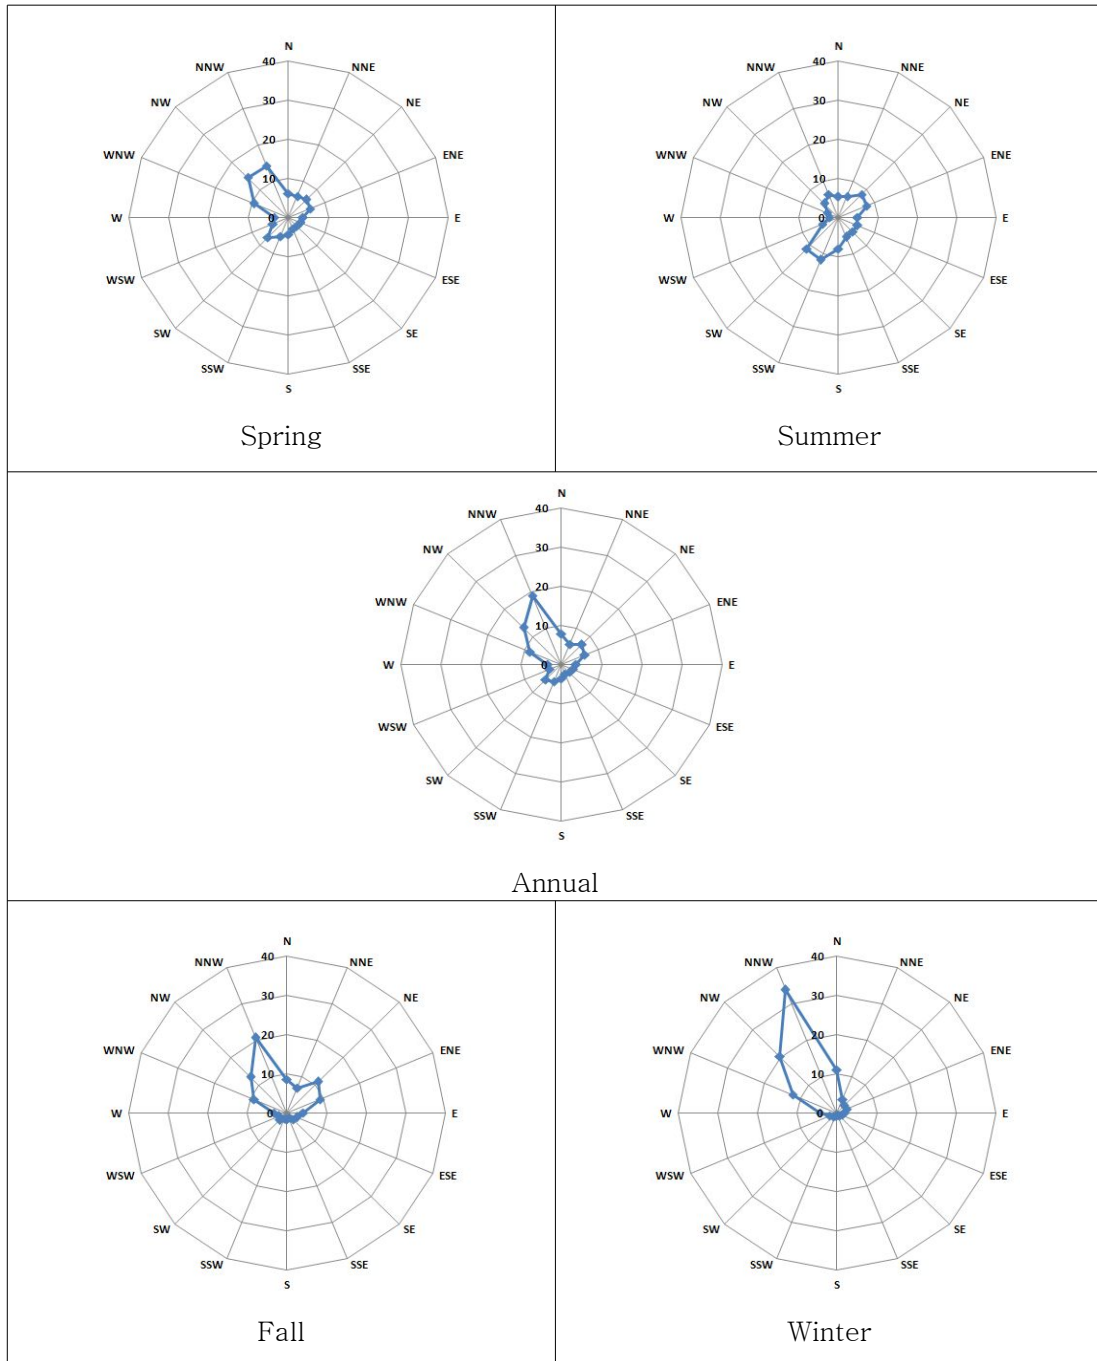 N
NNW 40 NNE
NW 30 NE
20
WNW ENE
10
W 0 E
WSW ESE
SW SE
SSW SSE
S
Spring
N
NNW 40 NNE
NW 30 NE
20
WNW ENE
10
W 0 E
WSW ESE
SW SE
SSW SSE
S
Summer
N
NNW 40 NNE
NW 30 NE
20
WNW ENE
10
W 0 E
WSW ESE
SW SE
SSW SSE
S
Annual
N
NNW 40 NNE
NW 30 NE
20
WNW ENE
10
W 0 E
WSW ESE
SW SE
SSW SSE
S
Fall
N
NNW 40 NNE
NW 30 NE
20
WNW ENE
10
W 0 E
WSW ESE
SW SE
SSW SSE
S
Winter